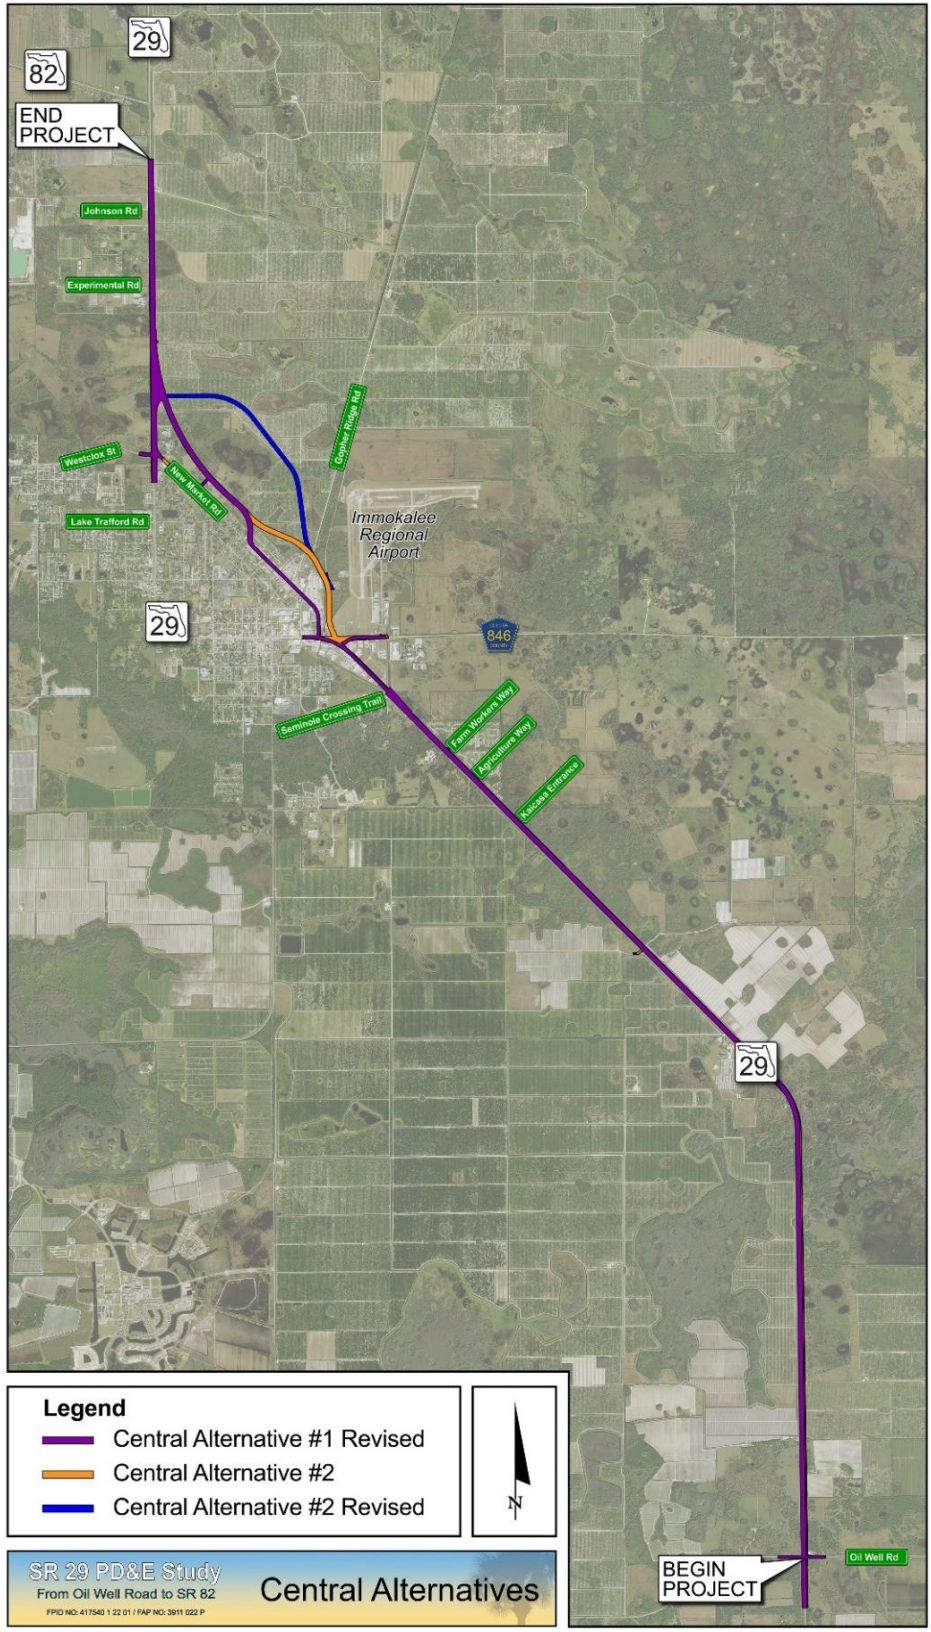 29
82
END
PROJECT
Johnson Rd
Experimental Rd
Gopher Ridge Rd
Westclox St
New Market Rd
Lake Trafford Rd
Immokalee
Regional
Airport
29
846
Seminole Crossing Trail
Farm Workers Way
Agriculture Way
Kaicasa Entrance
29
Legend
Central Alternative #1 Revised
Central Alternative #2
Central Alternative #2 Revised
N
BEGIN
PROJECT
Oil Well Rd
SR 29 PD&E Study
From Oil Well Road to SR 82
FPID NO: 417540 1 22 01 / FAP NO: 3911 022 P
Central Alternatives